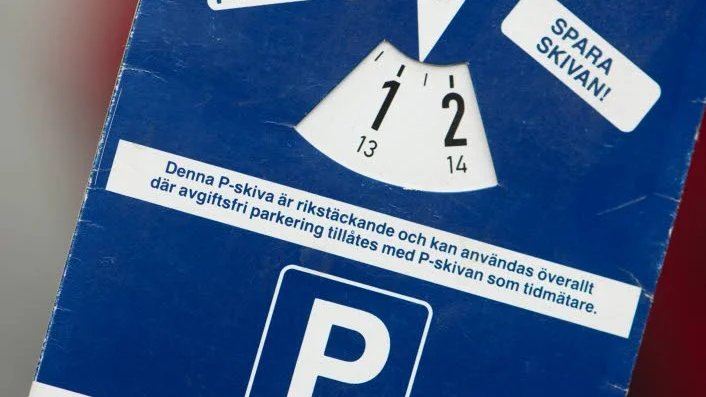 SPARA
SKIVAN!
1 2
13 14
Denna P-skiva är rikstäckande och kan användas överallt
där avgiftsfri parkering tillåtes med P-skivan som tidmätare.
P